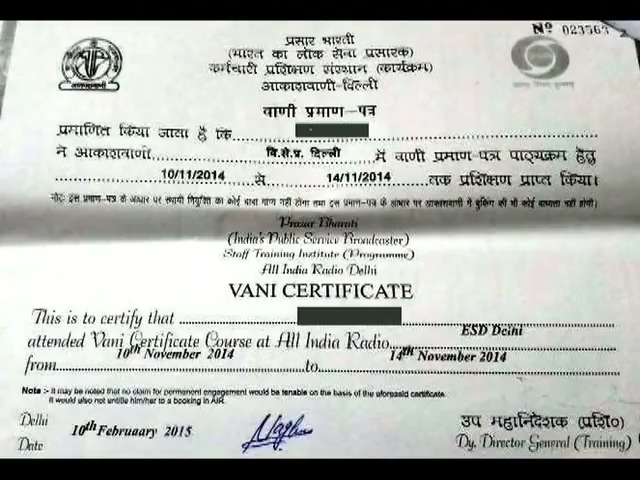 Nº 023563
प्रसार भारती
(भारत का लोक सेवा प्रसारक)
कर्मचारी प्रशिक्षण संस्थान (कार्यक्रम)
आकाशवाणी-दिल्ली
वाणी प्रमाण-पत्र
प्रमाणित किया जाता है कि
ने आकाशवाणी वि.से.प्र. दिल्ली में वाणी प्रमाण-पत्र पाठ्यक्रम हेतु
10/11/2014 से 14/11/2014 तक प्रशिक्षण प्राप्त किया।
नोट: इस प्रमाण-पत्र के आधार पर स्थायी नियुक्ति का कोई दावा मान्य नहीं होगा तथा इस प्रमाण-पत्र के आधार पर आकाशवाणी में बुकिंग की भी कोई बाध्यता नहीं होगी।
Prasar Bharati
(India's Public Service Broadcaster)
Staff Training Institute (Programme)
All India Radio Delhi
VANI CERTIFICATE
This is to certify that
attended Vani Certificate Course at All India Radio ESD Delhi
from 10th November 2014 to 14th November 2014
Note :- It may be noted that no claim for permanent engagement would be tenable on the basis of the aforesaid certificate.
It would also not untitle him/her to a booking in AIR.
Delhi
Date 10th Februaary 2015
उप महानिदेशक (प्रशि०)
Dy. Director General (Training)